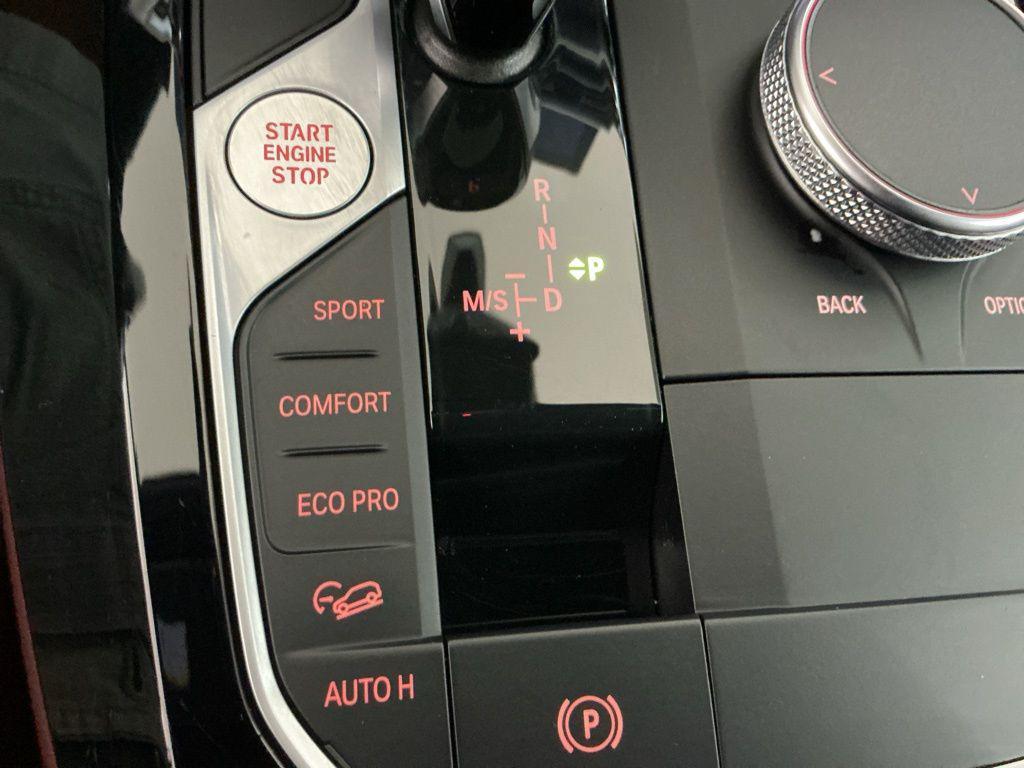 START
ENGINE
STOP
R
N
P
M/S D
SPORT
COMFORT
ECO PRO
AUTO H
P
BACK
OPTIO